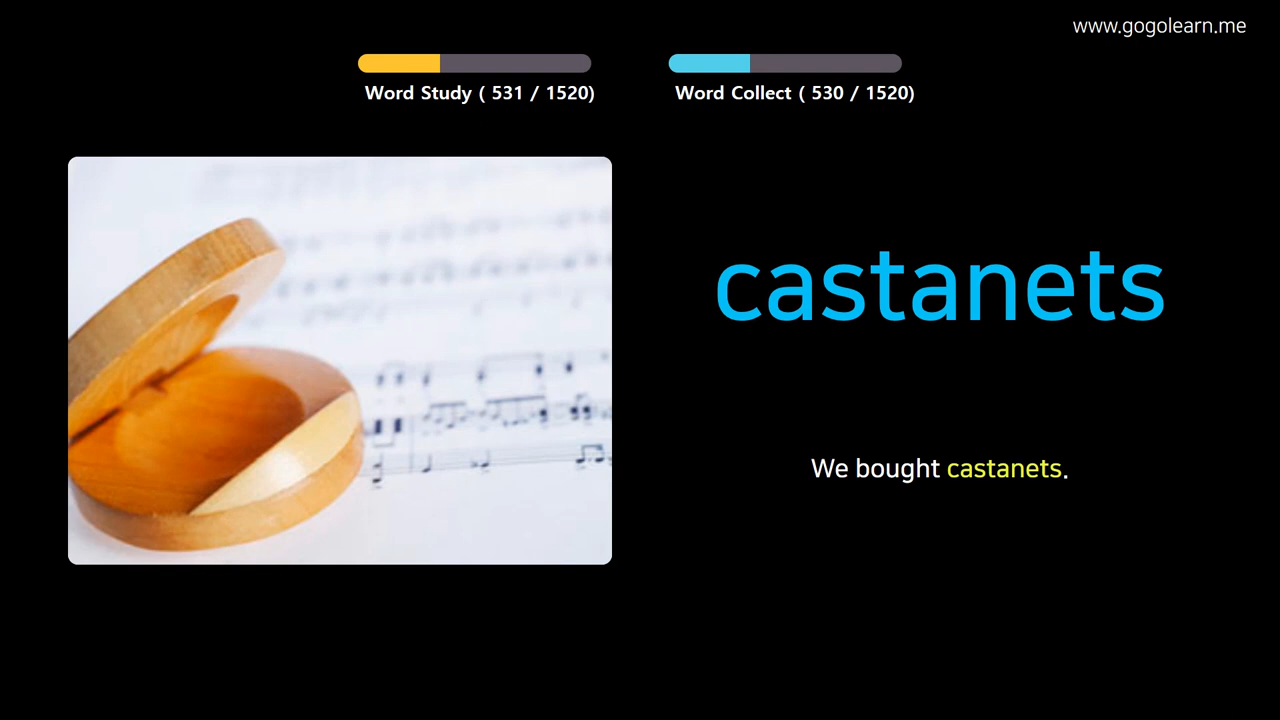 www.gogolearn.me
Word Study ( 531 / 1520)
Word Collect ( 530 / 1520)
castanets
We bought castanets.